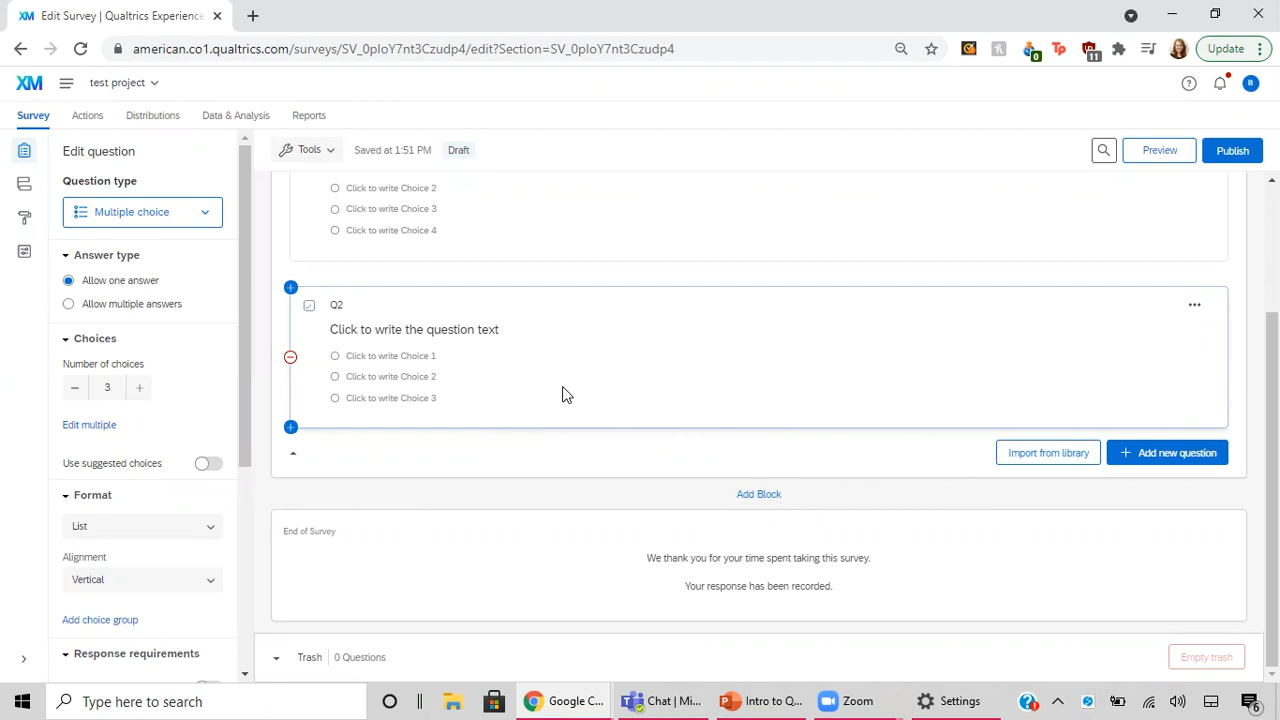 XM Edit Survey | Qualtrics Experience
american.co1.qualtrics.com/surveys/SV_0pIoY7nt3Czudp4/edit?Section=SV_0pIoY7nt3Czudp4
0
Tp
11
Update
XM
test project
B
Survey
Actions
Distributions
Data & Analysis
Reports
Edit question
Tools
Saved at 1:51 PM
Draft
Preview
Publish
Question type
Multiple choice
Answer type
Allow one answer
Allow multiple answers
Choices
Number of choices
3
Edit multiple
Use suggested choices
Format
List
Alignment
Vertical
Add choice group
Response requirements
Click to write Choice 2
Click to write Choice 3
Click to write Choice 4
Q2
Click to write the question text
Click to write Choice 1
Click to write Choice 2
Click to write Choice 3
Import from library
Add new question
Add Block
End of Survey
We thank you for your time spent taking this survey.
Your response has been recorded.
Trash
0 Questions
Empty trash
Type here to search
Google C...
Chat | Mi...
Intro to Q...
Zoom
Settings
6